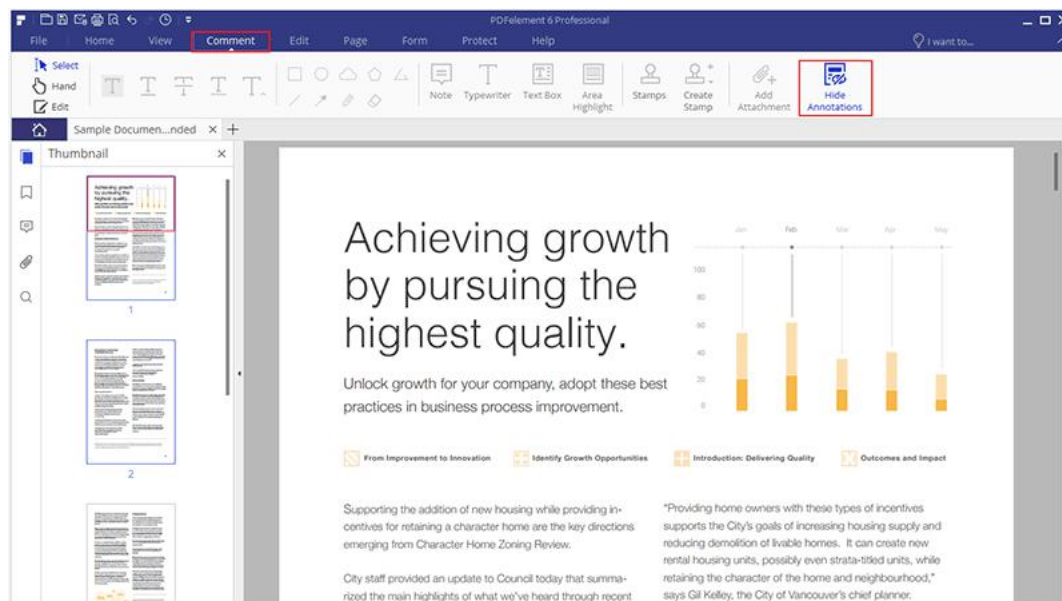 PDFelement 6 Professional
File Home View Comment Edit Page Form Protect Help I want to...
Select
Hand
Edit
Note Typewriter Text Box Area Highlight Stamps Create Stamp Add Attachment Hide Annotations
Sample Documen...nded
Thumbnail
1
2
Achieving growth
by pursuing the
highest quality.
Unlock growth for your company, adopt these best
practices in business process improvement.
Jan Feb Mar Apr May
100
80
60
40
20
0
From Improvement to Innovation Identify Growth Opportunities Introduction: Delivering Quality Outcomes and Impact
Supporting the addition of new housing while providing in-
centives for retaining a character home are the key directions
emerging from Character Home Zoning Review.
City staff provided an update to Council today that summa-
rized the main highlights of what we've heard through recent
"Providing home owners with these types of incentives
supports the City's goals of increasing housing supply and
reducing demolition of livable homes. It can create new
rental housing units, possibly even strata-titled units, while
retaining the character of the home and neighbourhood,"
says Gil Kelley, the City of Vancouver's chief planner.